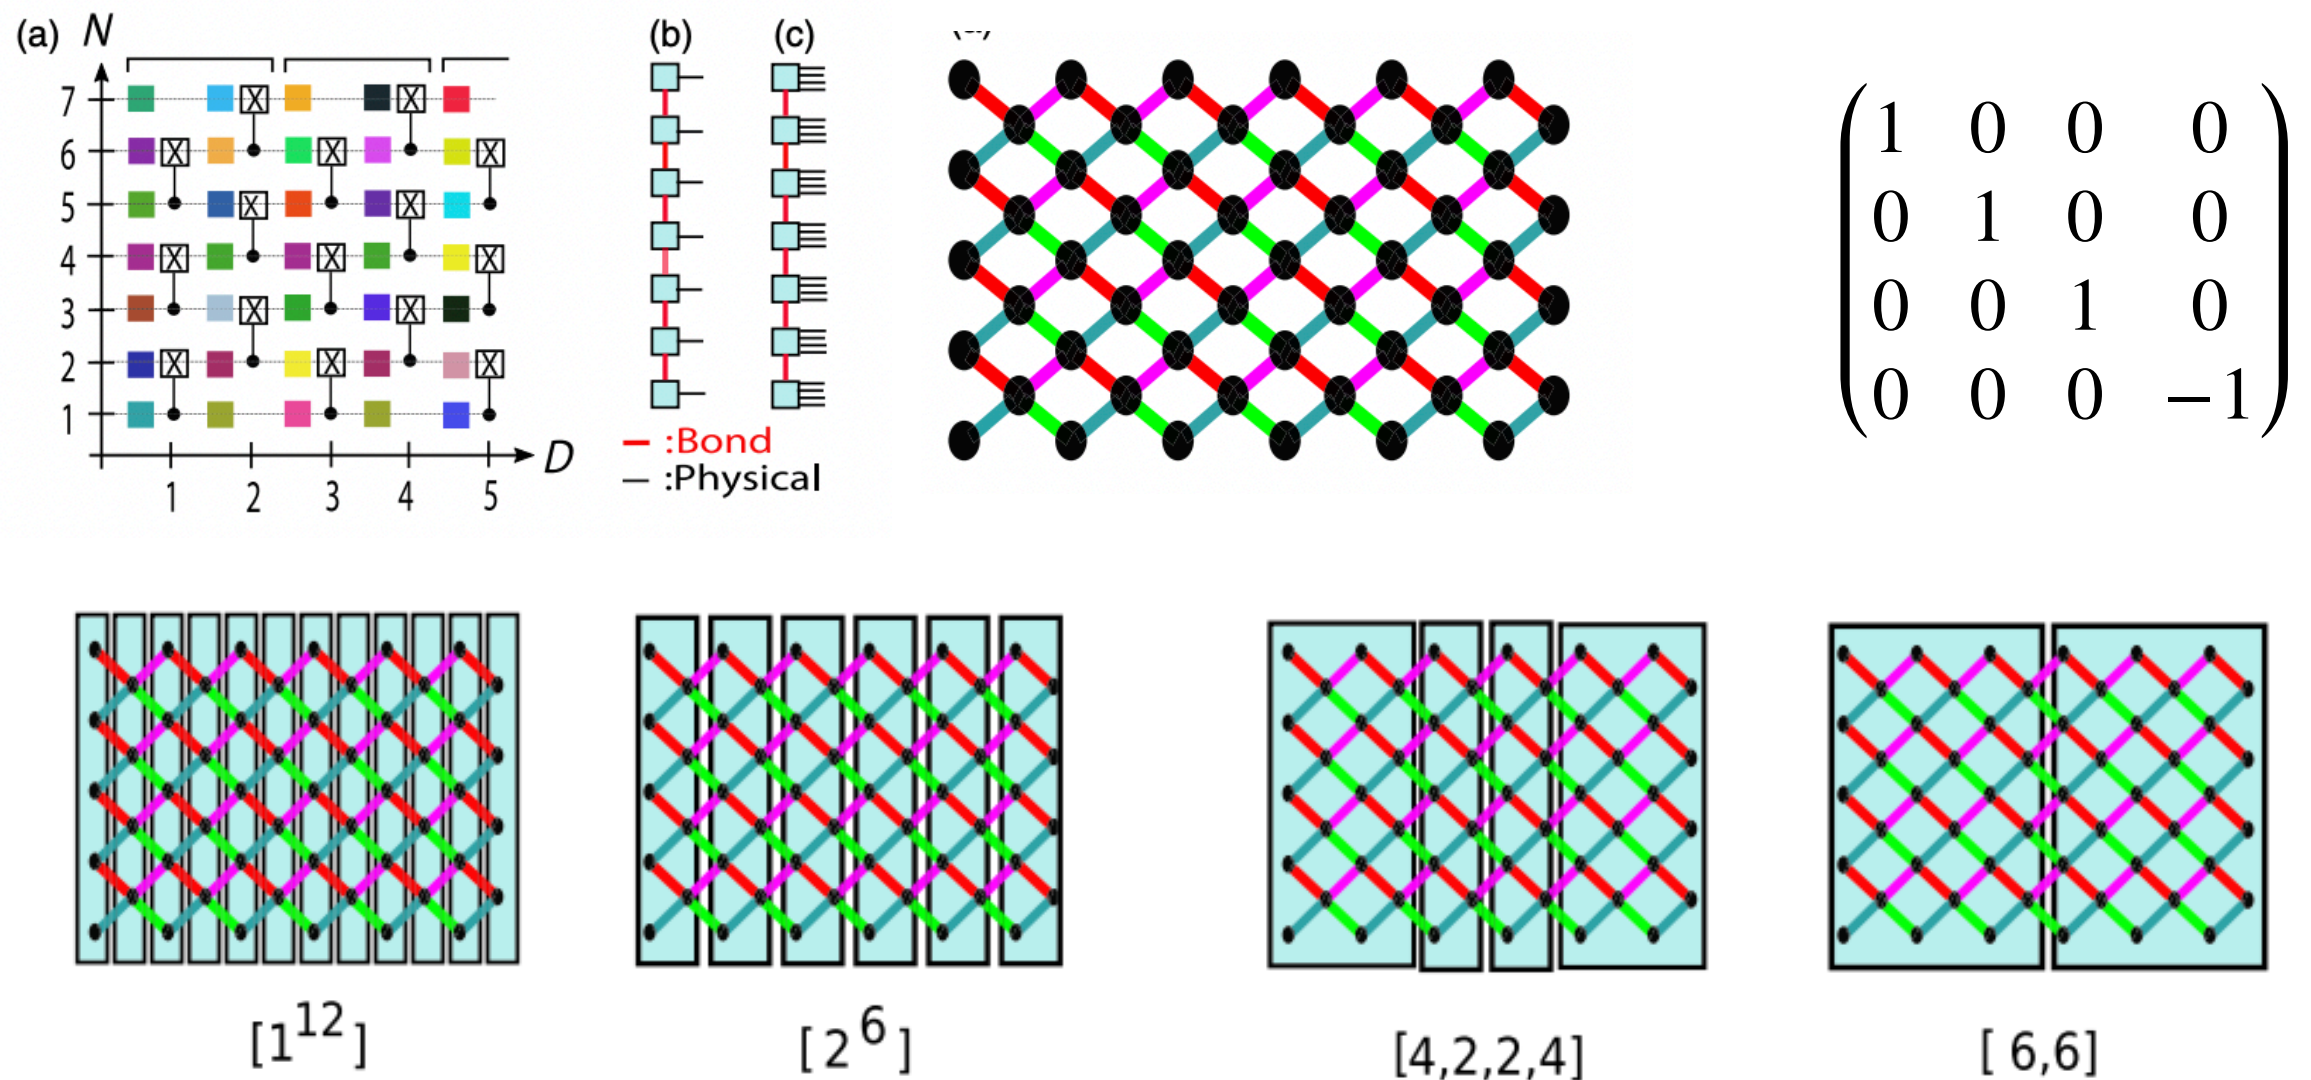 (a) N
7
6
5
4
3
2
1
1 2 3 4 5 D
X X X X X X X X X X X X X X X
(b) (c)
:Bond
:Physical
1 0 0 0
0 1 0 0
0 0 1 0
0 0 0 −1
[1^12]
[2^6]
[4,2,2,4]
[6,6]